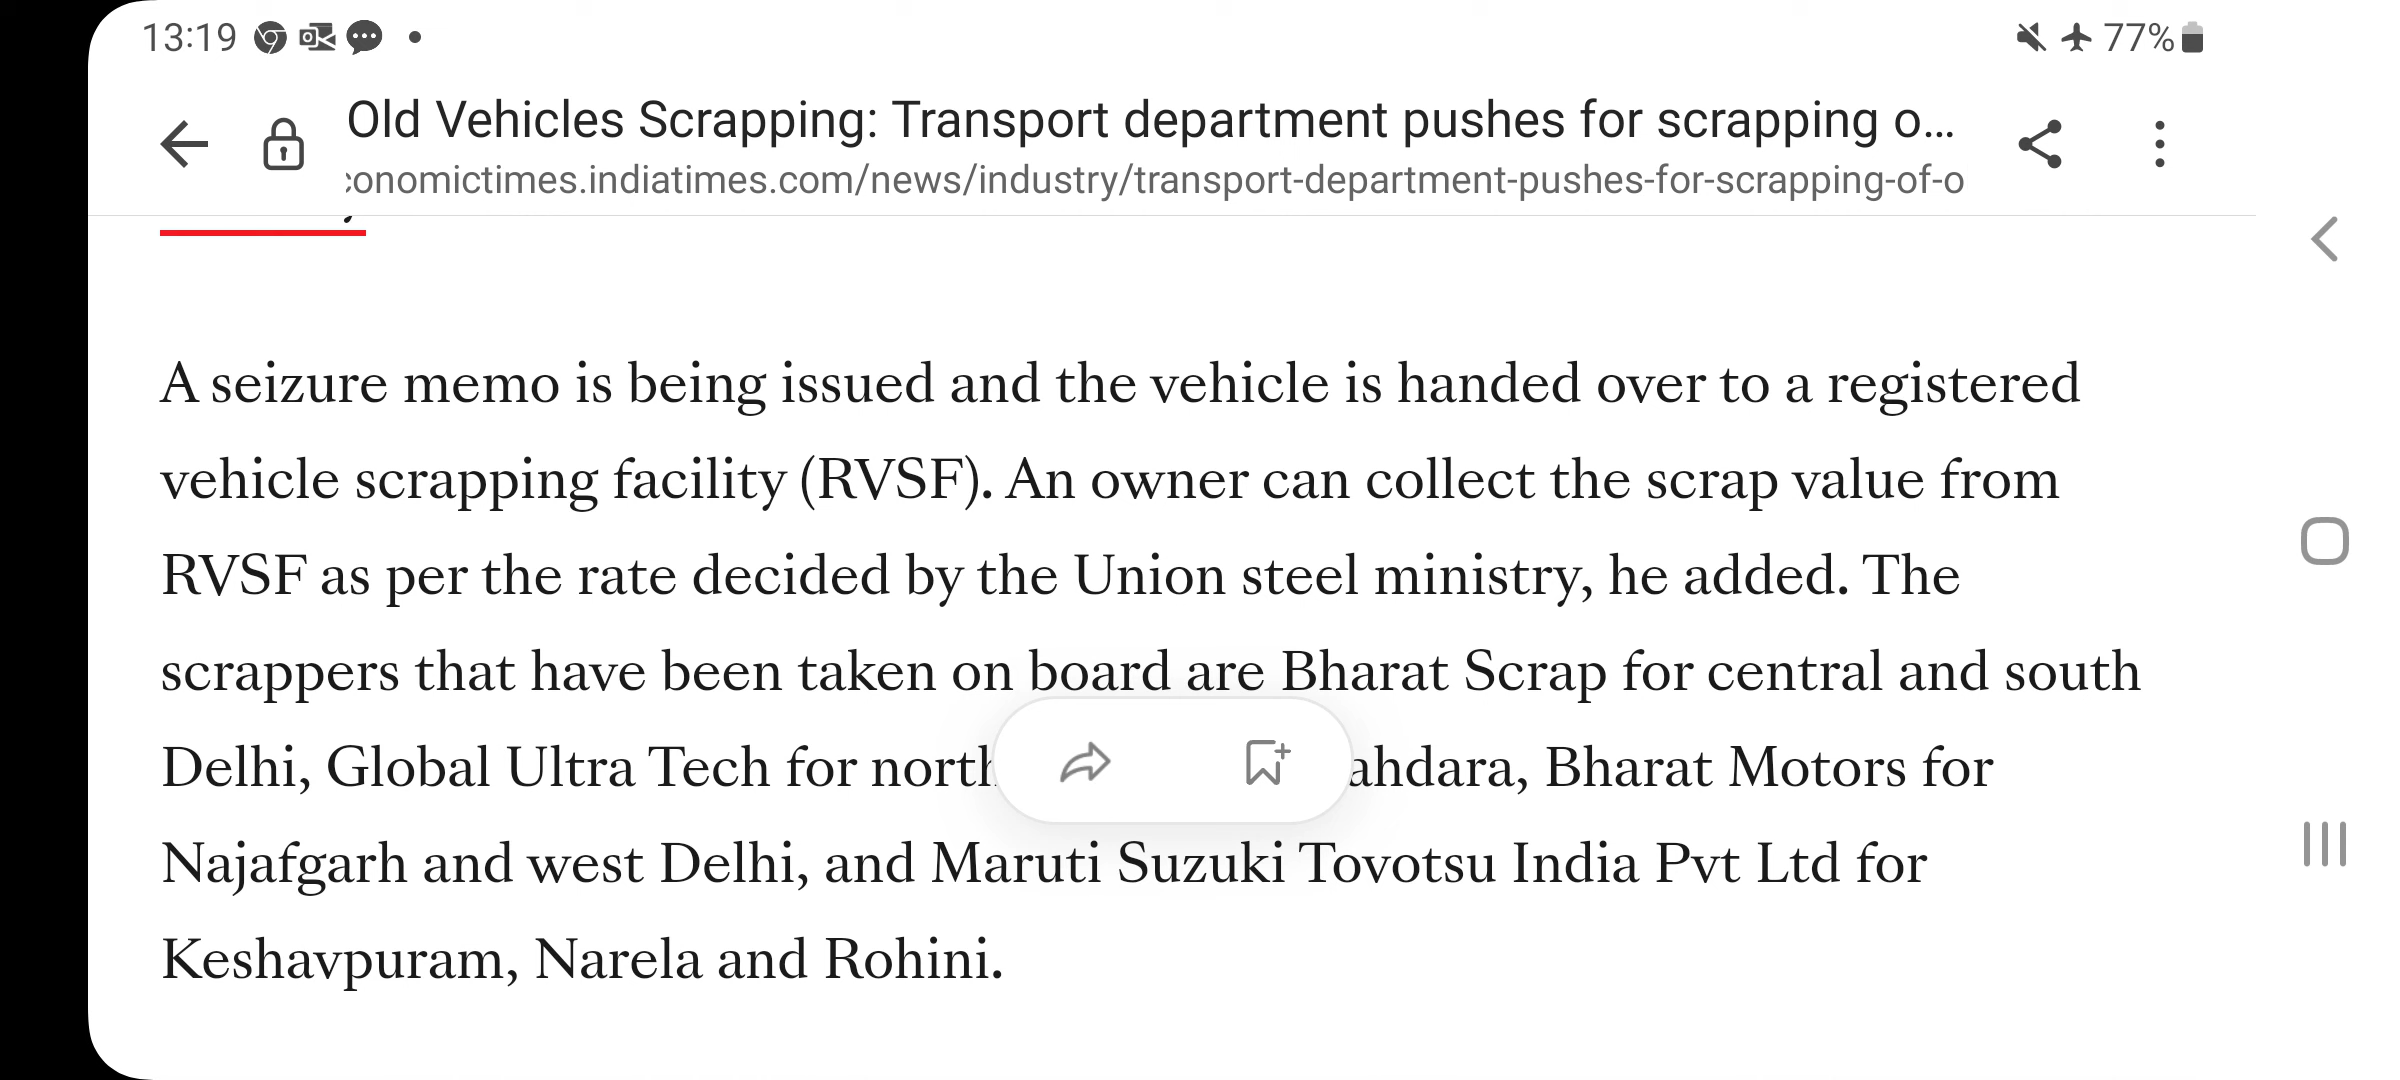 13:19
77%
Old Vehicles Scrapping: Transport department pushes for scrapping o...
conomictimes.indiatimes.com/news/industry/transport-department-pushes-for-scrapping-of-o
A seizure memo is being issued and the vehicle is handed over to a registered
vehicle scrapping facility (RVSF). An owner can collect the scrap value from
RVSF as per the rate decided by the Union steel ministry, he added. The
scrappers that have been taken on board are Bharat Scrap for central and south
Delhi, Global Ultra Tech for north ahdara, Bharat Motors for
Najafgarh and west Delhi, and Maruti Suzuki Tovotsu India Pvt Ltd for
Keshavpuram, Narela and Rohini.